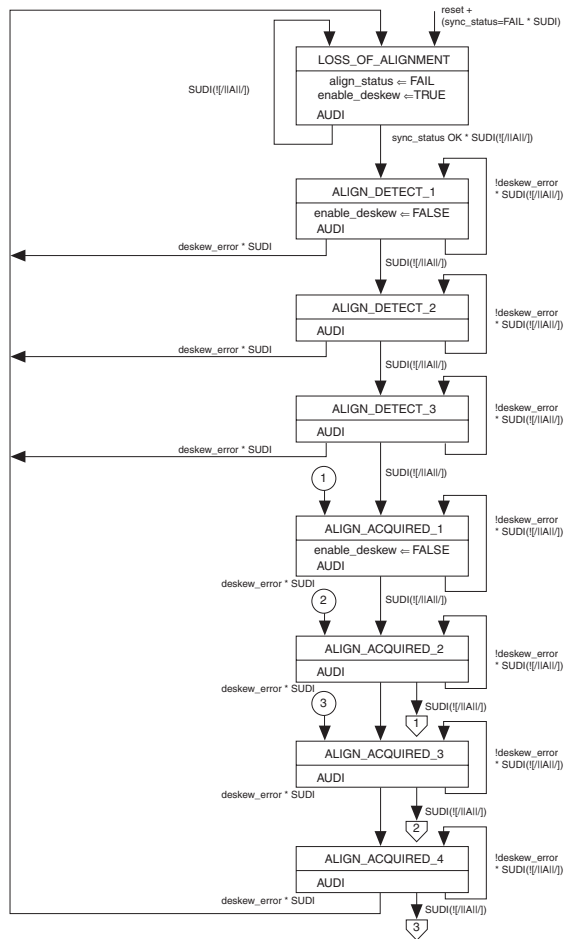 reset +
(sync_status=FAIL * SUDI)
LOSS_OF_ALIGNMENT
align_status ⇐ FAIL
enable_deskew ⇐TRUE
AUDI
SUDI(![/||A||/])
sync_status OK * SUDI(![/||A||/])
ALIGN_DETECT_1
enable_deskew ⇐ FALSE
AUDI
!deskew_error
* SUDI(![/||A||/])
deskew_error * SUDI
SUDI(![/||A||/])
ALIGN_DETECT_2
AUDI
!deskew_error
* SUDI(![/||A||/])
deskew_error * SUDI
SUDI(![/||A||/])
ALIGN_DETECT_3
AUDI
!deskew_error
* SUDI(![/||A||/])
deskew_error * SUDI
SUDI(![/||A||/])
1
ALIGN_ACQUIRED_1
enable_deskew ⇐ FALSE
AUDI
!deskew_error
* SUDI(![/||A||/])
deskew_error * SUDI
SUDI(![/||A||/])
2
ALIGN_ACQUIRED_2
AUDI
!deskew_error
* SUDI(![/||A||/])
deskew_error * SUDI
SUDI(![/||A||/])
1
3
ALIGN_ACQUIRED_3
AUDI
!deskew_error
* SUDI(![/||A||/])
deskew_error * SUDI
SUDI(![/||A||/])
2
ALIGN_ACQUIRED_4
AUDI
!deskew_error
* SUDI(![/||A||/])
deskew_error * SUDI
SUDI(![/||A||/])
3